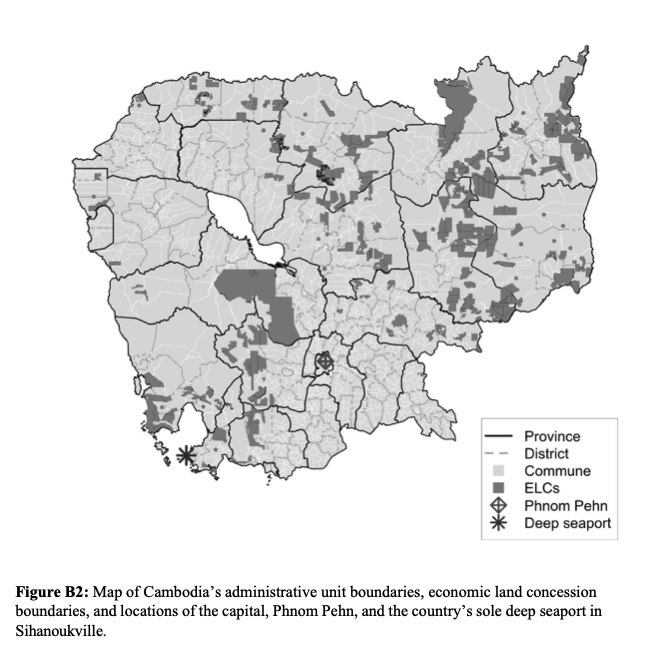 Province
District
Commune
ELCs
Phnom Pehn
Deep seaport
Figure B2: Map of Cambodia’s administrative unit boundaries, economic land concession
boundaries, and locations of the capital, Phnom Pehn, and the country’s sole deep seaport in
Sihanoukville.